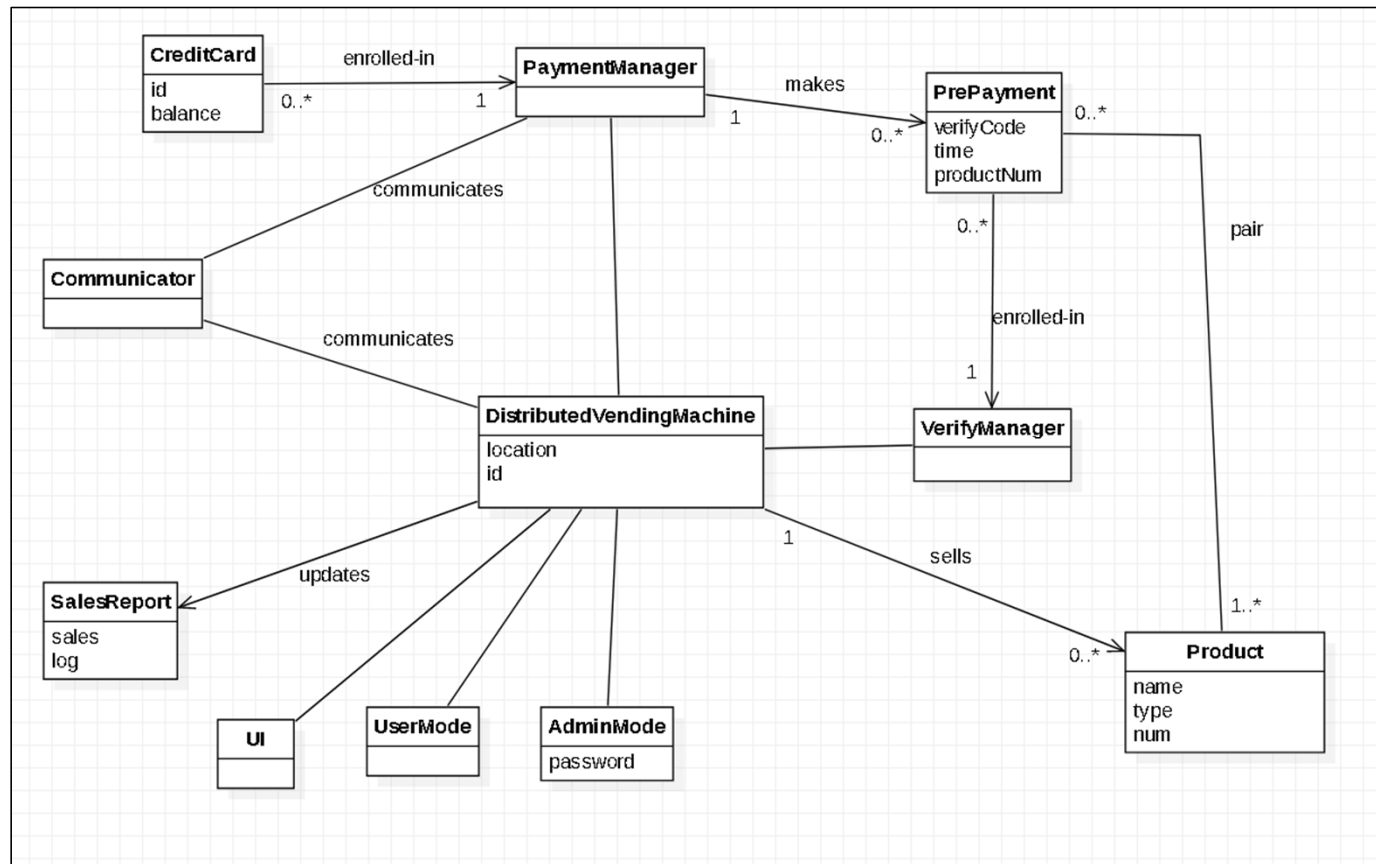 CreditCard
id
balance
enrolled-in
0..*
1
PaymentManager
makes
1
0..*
PrePayment
verifyCode
time
productNum
0..*
pair
communicates
0..*
enrolled-in
1
Communicator
communicates
DistributedVendingMachine
location
id
VerifyManager
1
sells
updates
SalesReport
sales
log
1..*
0..*
Product
name
type
num
UI
UserMode
AdminMode
password